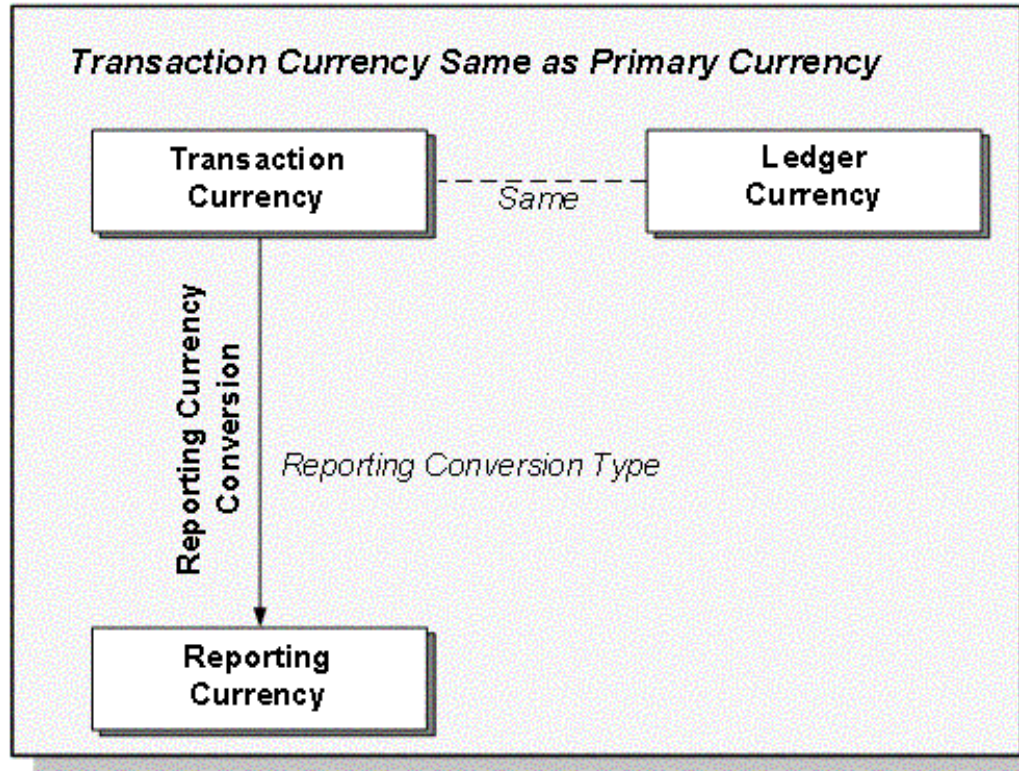 Transaction Currency Same as Primary Currency
Transaction
Currency
Same
Ledger
Currency
Reporting Currency
Conversion
Reporting Conversion Type
Reporting
Currency